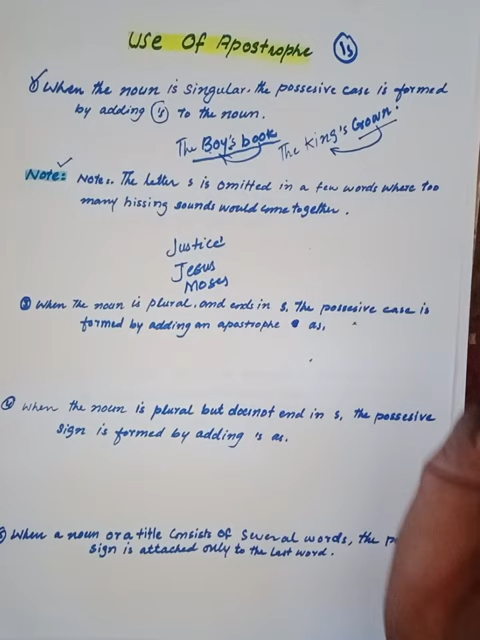 Use Of Apostrophe 's
1) When the noun is singular. the possesive case is formed
by adding ('s) to the noun.
The Boy's book The King's Crown.
Note: Note:. The letter s is omitted in a few words where too
many hissing sounds would come together.
Justice'
Jesus
Moses
③ When the noun is plural. and ends in s. The possesive case is
formed by adding an apostrophe as,
④ When the noun is plural but doesnot end in s, the possesive
sign is formed by adding 's as.
When a noun or a title consists of several words, the
sign is attached only to the last word.